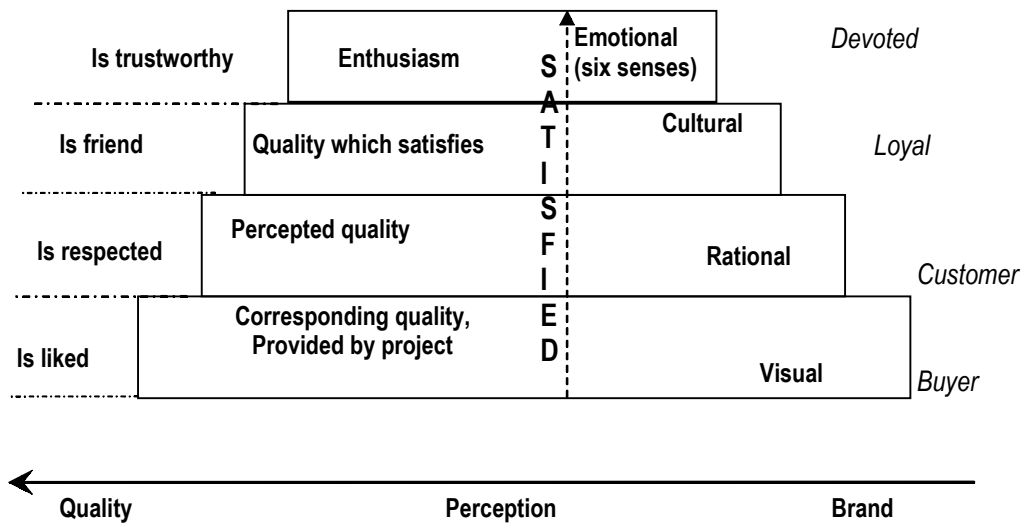 Is trustworthy
Enthusiasm
Emotional
(six senses)
Devoted
Is friend
Quality which satisfies
Cultural
Loyal
Is respected
Percepted quality
Rational
Customer
Is liked
Corresponding quality,
Provided by project
Visual
Buyer
SATISFIED
Quality Perception Brand